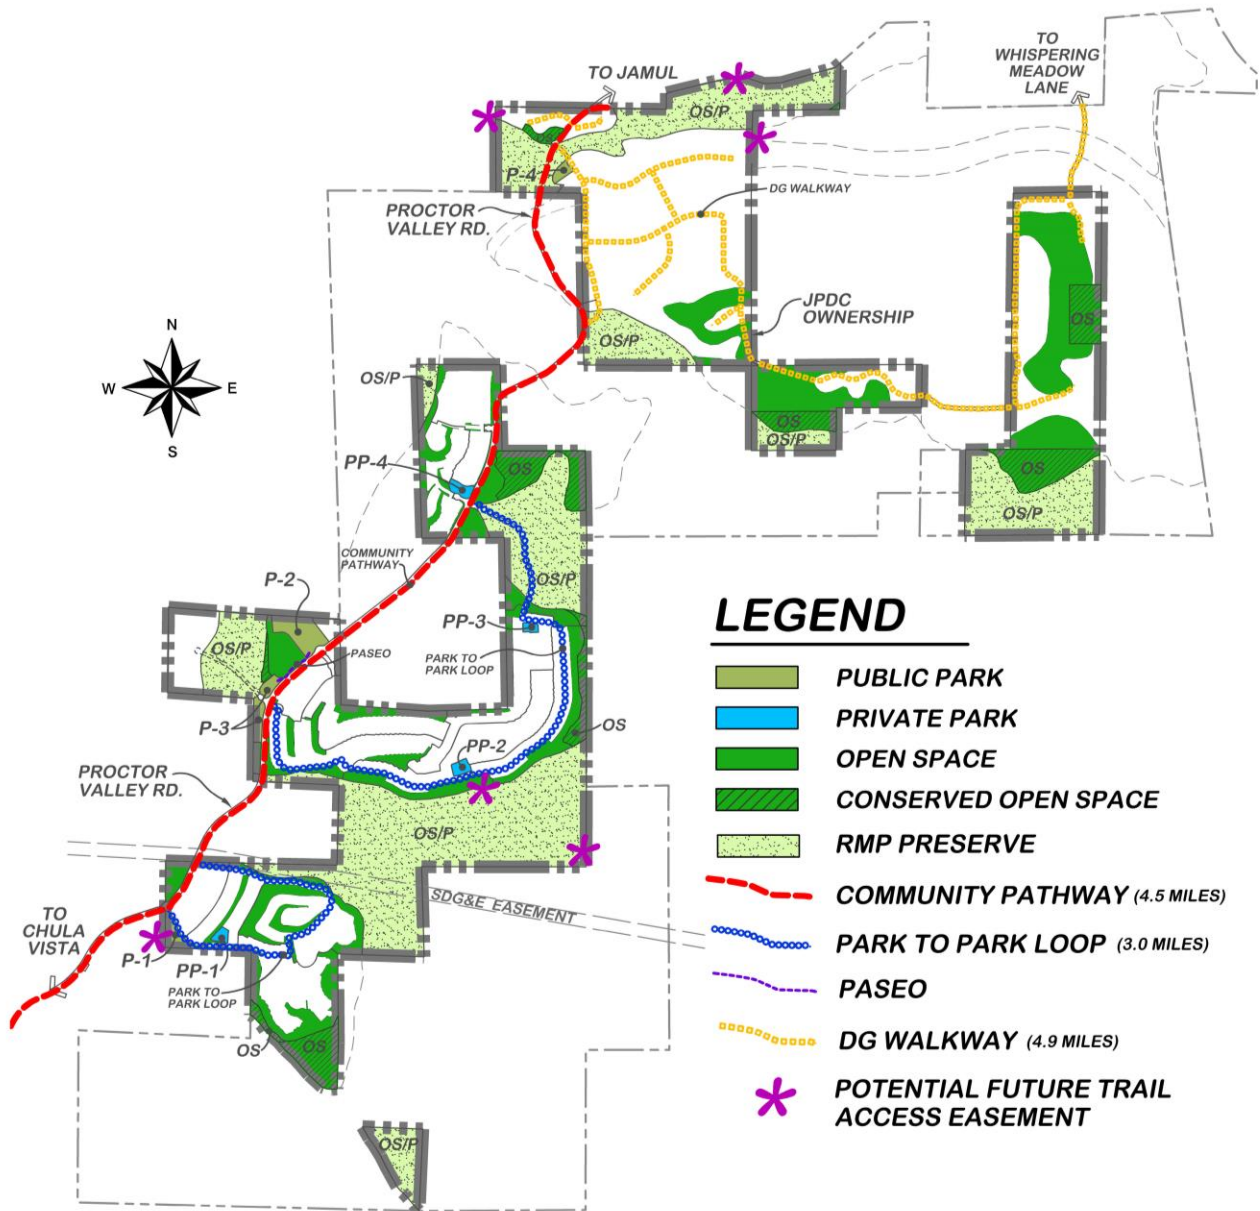 TO
WHISPERING
MEADOW
LANE
TO JAMUL
OS/P
OS
P-4
DG WALKWAY
PROCTOR
VALLEY RD.
JPDC
OWNERSHIP
OS
OS/P
N
W E
S
OS/P
OS
OS/P
PP-4
OS
OS
OS/P
COMMUNITY
PATHWAY
OS/P
P-2
PP-3
OS/P
PASEO
PARK TO
PARK LOOP
P-3
OS
PP-2
PROCTOR
VALLEY RD.
OS/P
SDG&E EASEMENT
TO
CHULA
VISTA
P-1
PP-1
PARK TO
PARK LOOP
OS
OS
OS/P
LEGEND
PUBLIC PARK
PRIVATE PARK
OPEN SPACE
CONSERVED OPEN SPACE
RMP PRESERVE
COMMUNITY PATHWAY (4.5 MILES)
PARK TO PARK LOOP (3.0 MILES)
PASEO
DG WALKWAY (4.9 MILES)
POTENTIAL FUTURE TRAIL
ACCESS EASEMENT